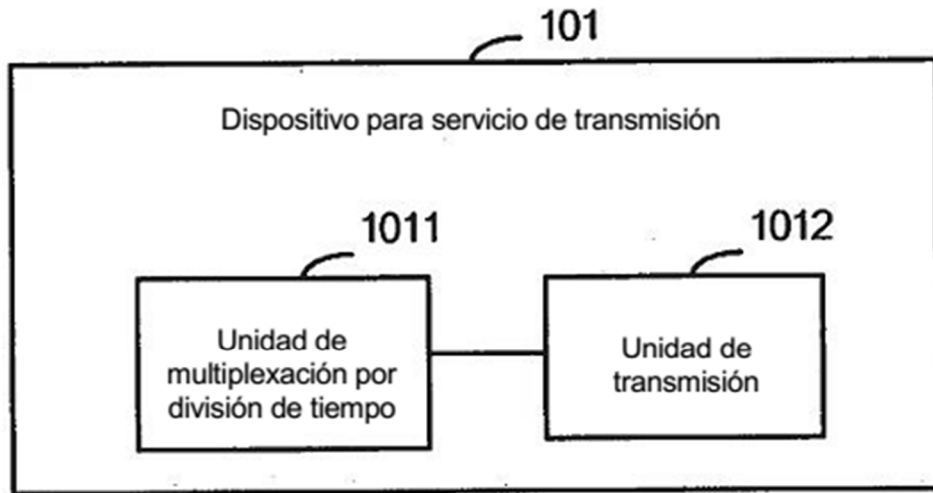 101
Dispositivo para servicio de transmisión
1011
1012
Unidad de
multiplexación por
división de tiempo
Unidad de
transmisión